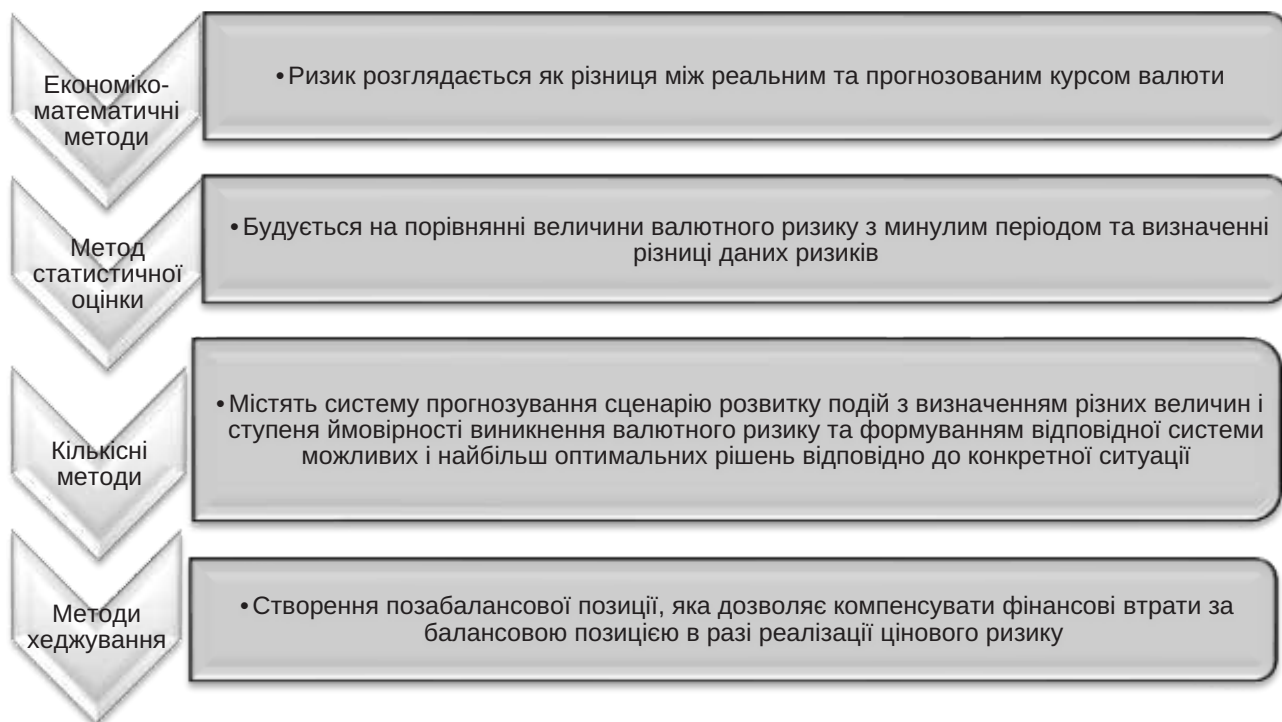 Економіко-
математичні
методи
•Ризик розглядається як різниця між реальним та прогнозованим курсом валюти
Метод
статистичної
оцінки
•Будується на порівнянні величини валютного ризику з минулим періодом та визначенні
різниці даних ризиків
Кількісні
методи
•Містять систему прогнозування сценарію розвитку подій з визначенням різних величин і
ступеня ймовірності виникнення валютного ризику та формуванням відповідної системи
можливих і найбільш оптимальних рішень відповідно до конкретної ситуації
Методи
хеджування
•Створення позабалансової позиції, яка дозволяє компенсувати фінансові втрати за
балансовою позицією в разі реалізації цінового ризику